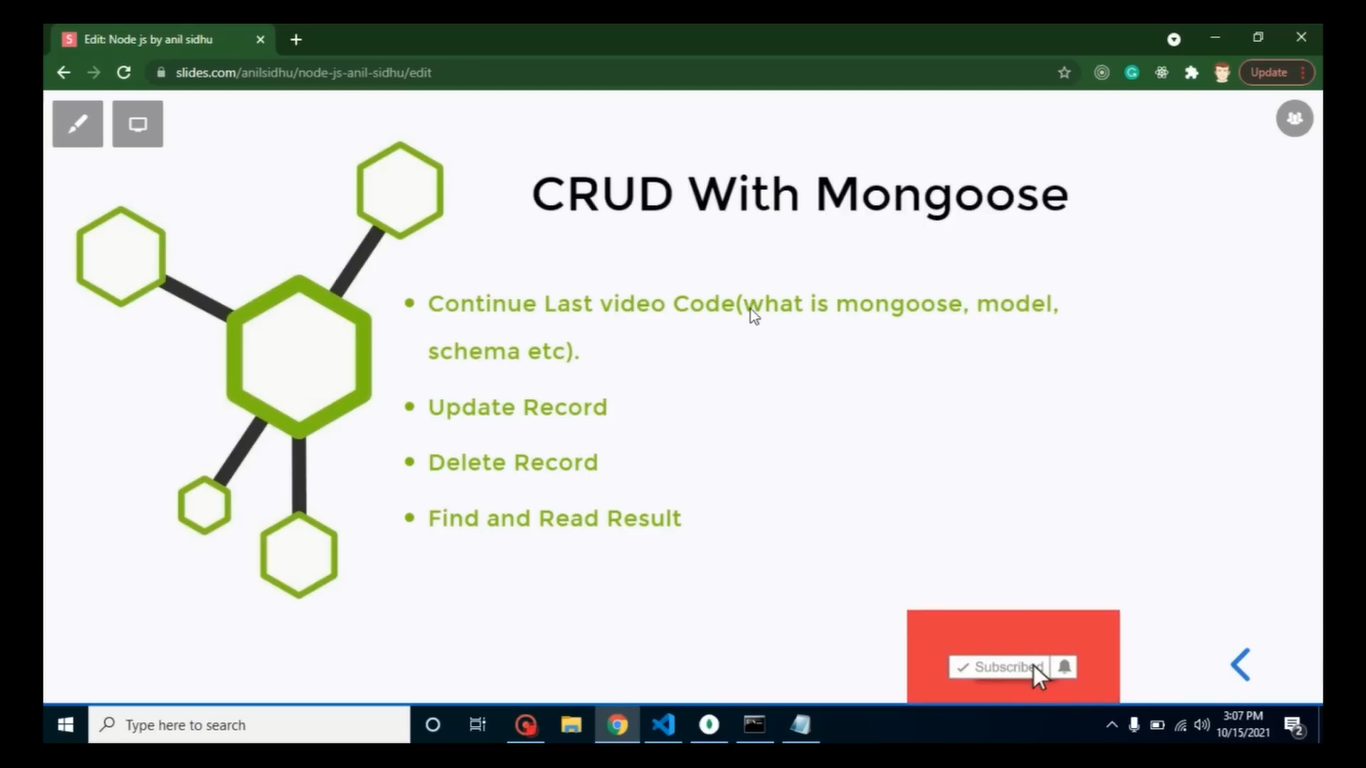 Edit: Node js by anil sidhu
slides.com/anilsidhu/node-js-anil-sidhu/edit
Update
CRUD With Mongoose
Continue Last video Code(what is mongoose, model,
schema etc).
Update Record
Delete Record
Find and Read Result
Subscribed
Type here to search
3:07 PM
10/15/2021
2